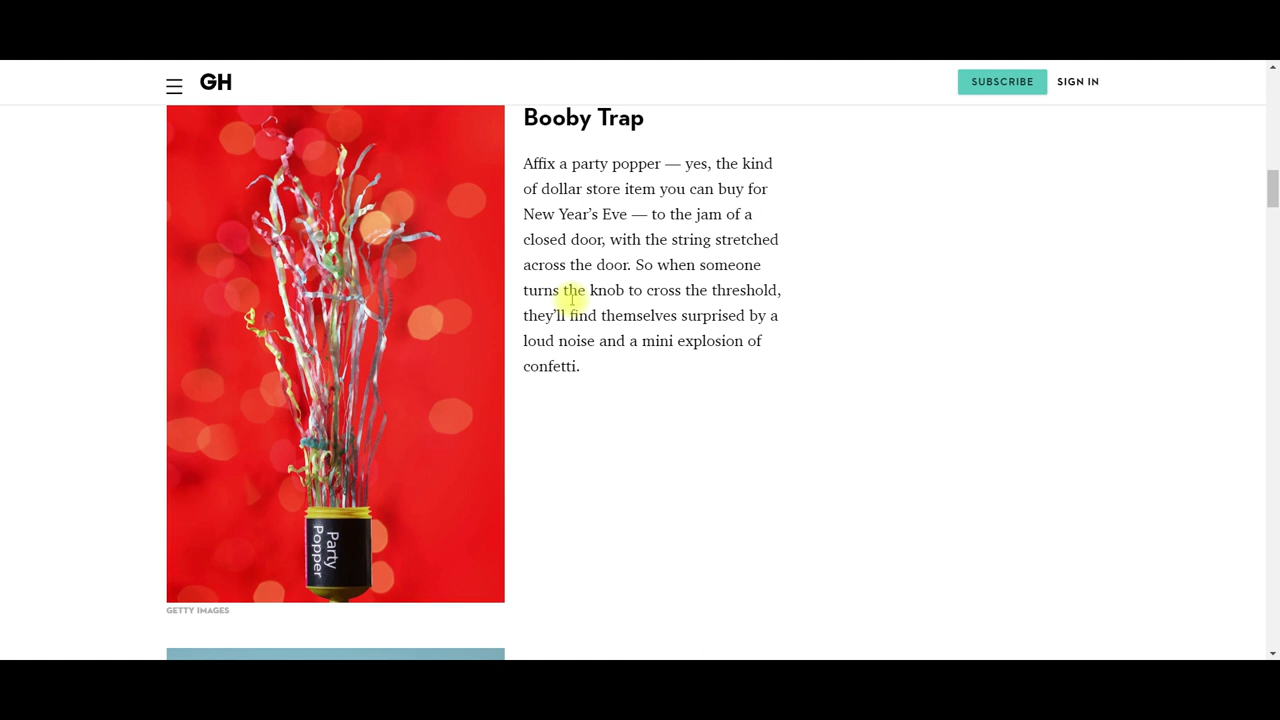 GH
SUBSCRIBE
SIGN IN
Booby Trap
Affix a party popper — yes, the kind
of dollar store item you can buy for
New Year’s Eve — to the jam of a
closed door, with the string stretched
across the door. So when someone
turns the knob to cross the threshold,
they’ll find themselves surprised by a
loud noise and a mini explosion of
confetti.
Party
Popper
GETTY IMAGES